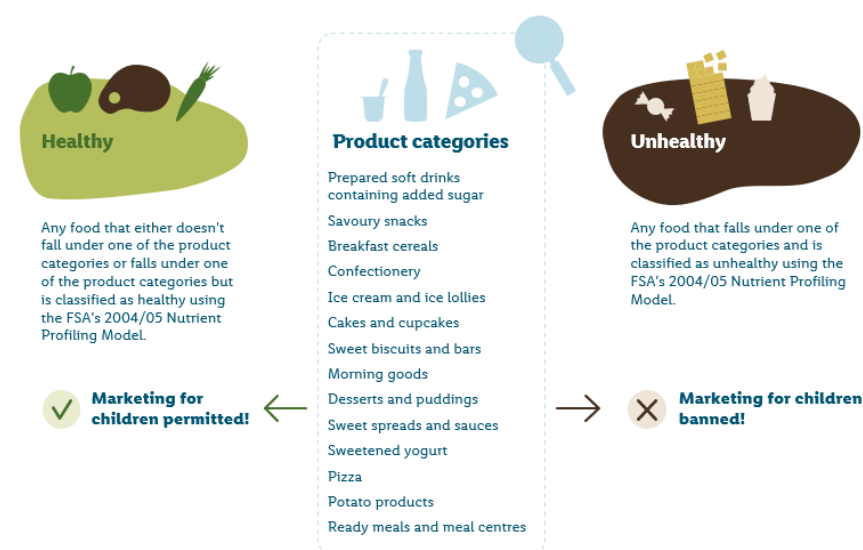 Healthy
Any food that either doesn't
fall under one of the product
categories or falls under one
of the product categories but
is classified as healthy using
the FSA's 2004/05 Nutrient
Profiling Model.
Marketing for
children permitted!
Product categories
Prepared soft drinks
containing added sugar
Savoury snacks
Breakfast cereals
Confectionery
Ice cream and ice lollies
Cakes and cupcakes
Sweet biscuits and bars
Morning goods
Desserts and puddings
Sweet spreads and sauces
Sweetened yogurt
Pizza
Potato products
Ready meals and meal centres
Unhealthy
Any food that falls under one of
the product categories and is
classified as unhealthy using the
FSA's 2004/05 Nutrient Profiling
Model.
Marketing for children
banned!